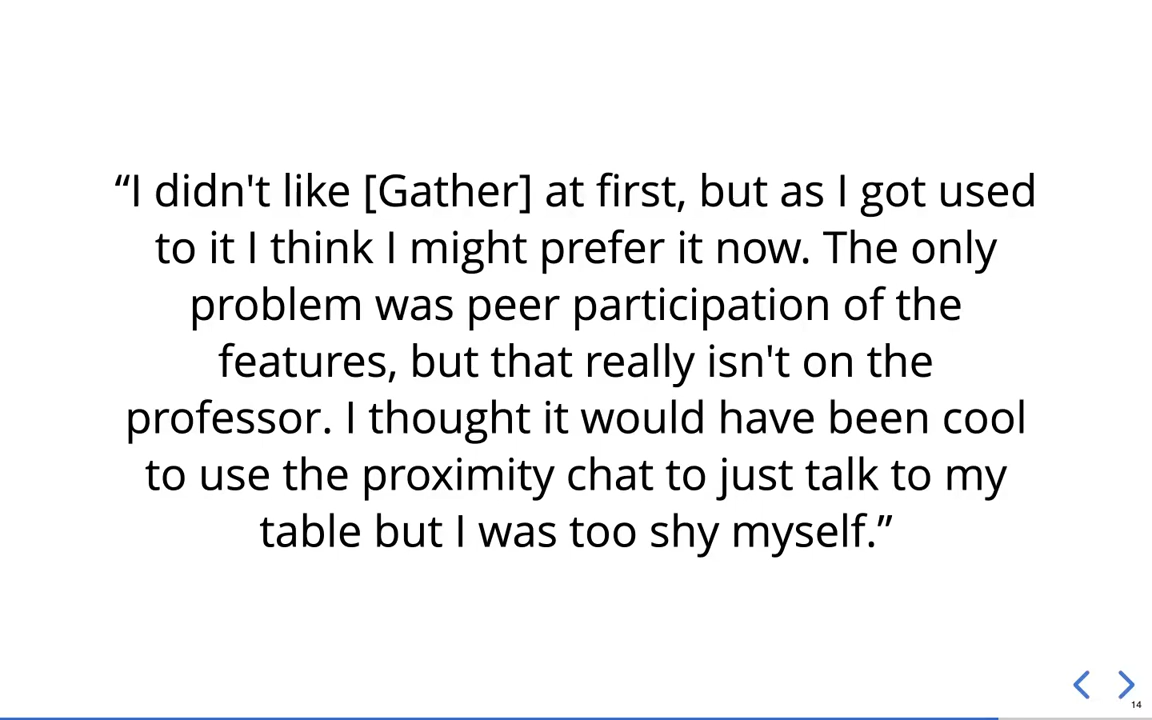 “I didn't like [Gather] at first, but as I got used
to it I think I might prefer it now. The only
problem was peer participation of the
features, but that really isn't on the
professor. I thought it would have been cool
to use the proximity chat to just talk to my
table but I was too shy myself.”
14